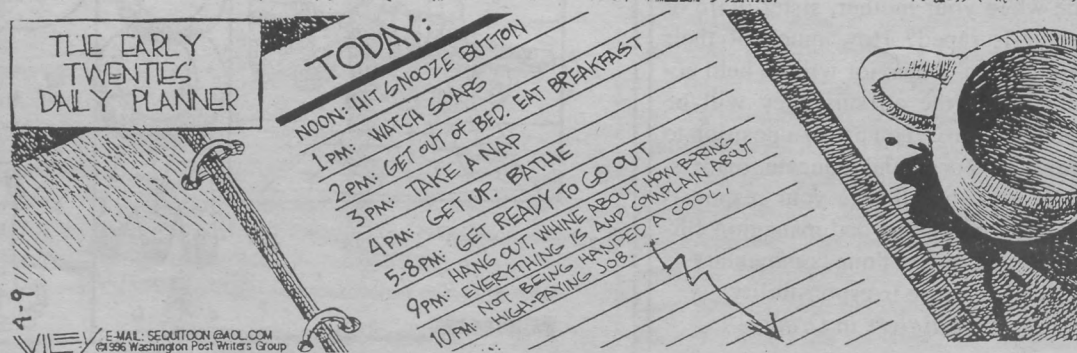 THE EARLY
TWENTIES'
DAILY PLANNER
TODAY:
NOON: HIT SNOOZE BUTTON
1PM: WATCH SOAPS
2PM: GET OUT OF BED. EAT BREAKFAST
3PM: TAKE A NAP
4PM: GET UP. BATHE
5-8PM: GET READY TO GO OUT
9PM: HANG OUT, WHINE ABOUT HOW BORING
EVERYTHING IS AND COMPLAIN ABOUT
10PM: NOT BEING HANDED A COOL,
HIGH-PAYING JOB. ...
4-9
WILEY
E-MAIL: SEQUITOON @AOL.COM
©1996 Washington Post Writers Group